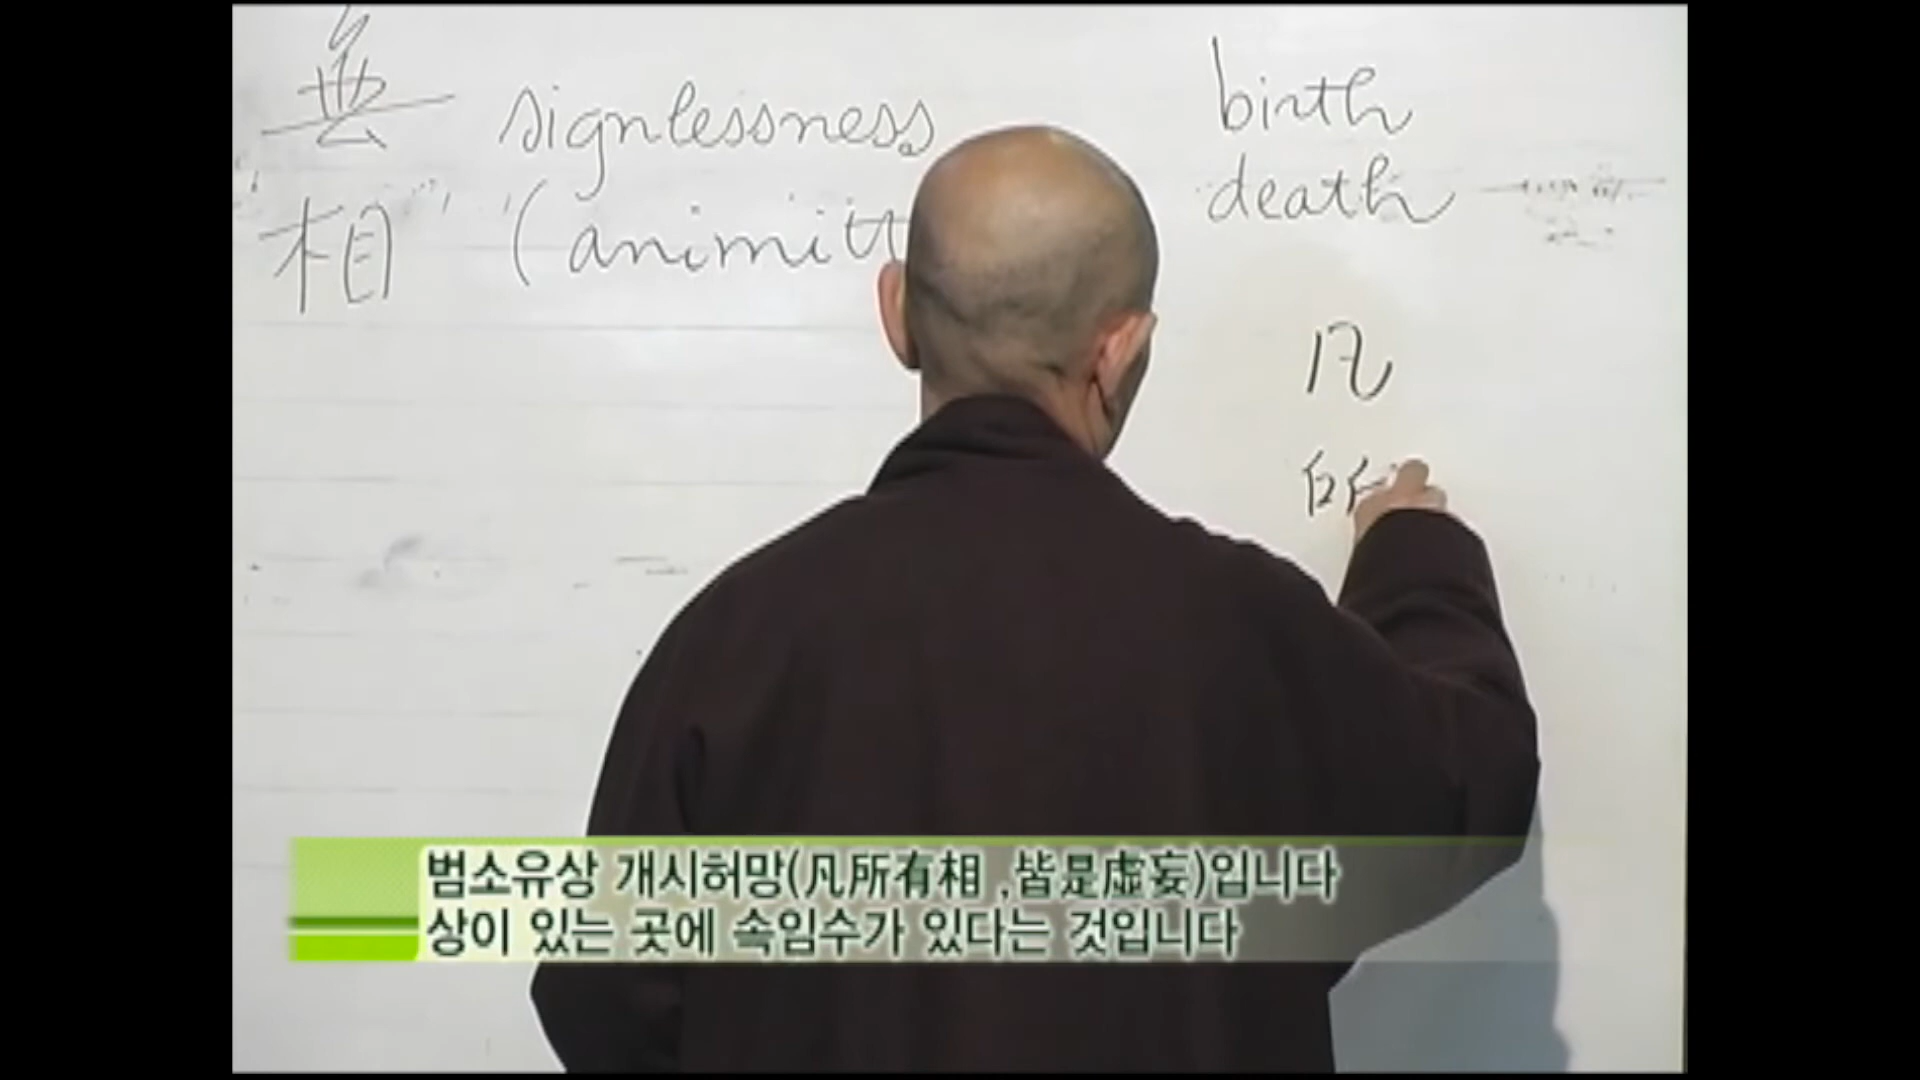 無 signlessness
"相" (animitt
birth
death
凡
所
범소유상 개시허망(凡所有相 ,皆是虛妄)입니다
상이 있는 곳에 속임수가 있다는 것입니다